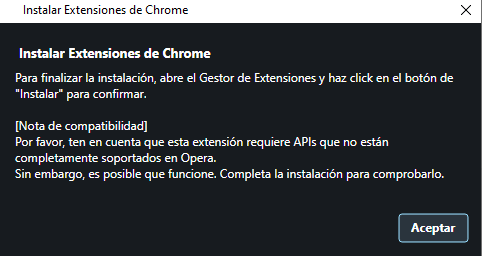 Instalar Extensiones de Chrome
Instalar Extensiones de Chrome
Para finalizar la instalación, abre el Gestor de Extensiones y haz click en el botón de
"Instalar" para confirmar.
[Nota de compatibilidad]
Por favor, ten en cuenta que esta extensión requiere APIs que no están
completamente soportados en Opera.
Sin embargo, es posible que funcione. Completa la instalación para comprobarlo.
Aceptar